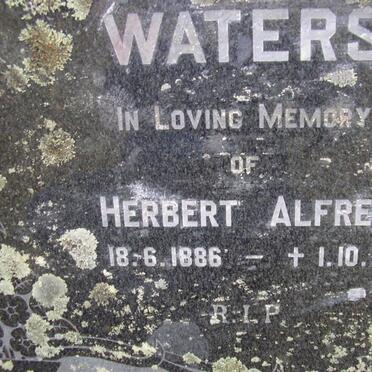 WATERS
IN LOVING MEMORY
OF
HERBERT ALFRE
18-6.1886 - + 1.10.
R.I.P